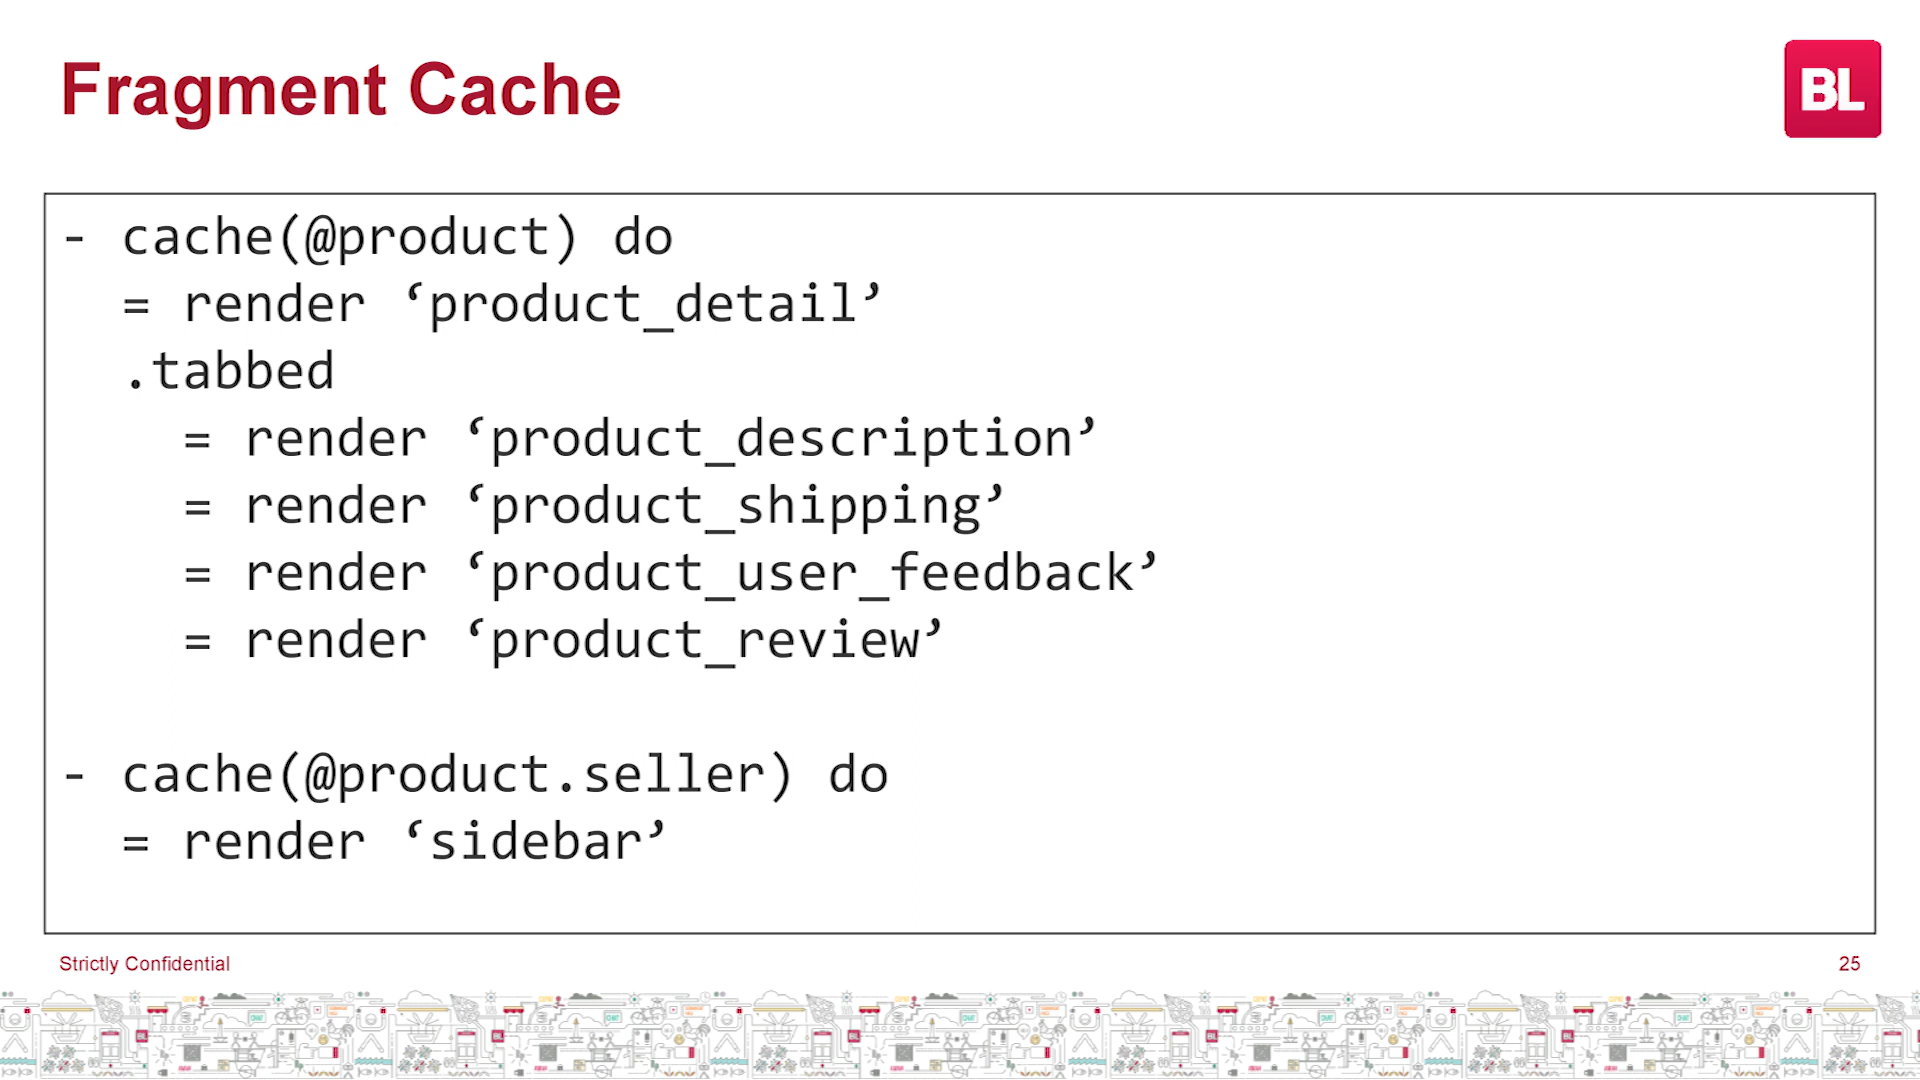 Fragment Cache
BL
- cache(@product) do
= render ‘product_detail’
.tabbed
= render ‘product_description’
= render ‘product_shipping’
= render ‘product_user_feedback’
= render ‘product_review’
- cache(@product.seller) do
= render ‘sidebar’
Strictly Confidential
25